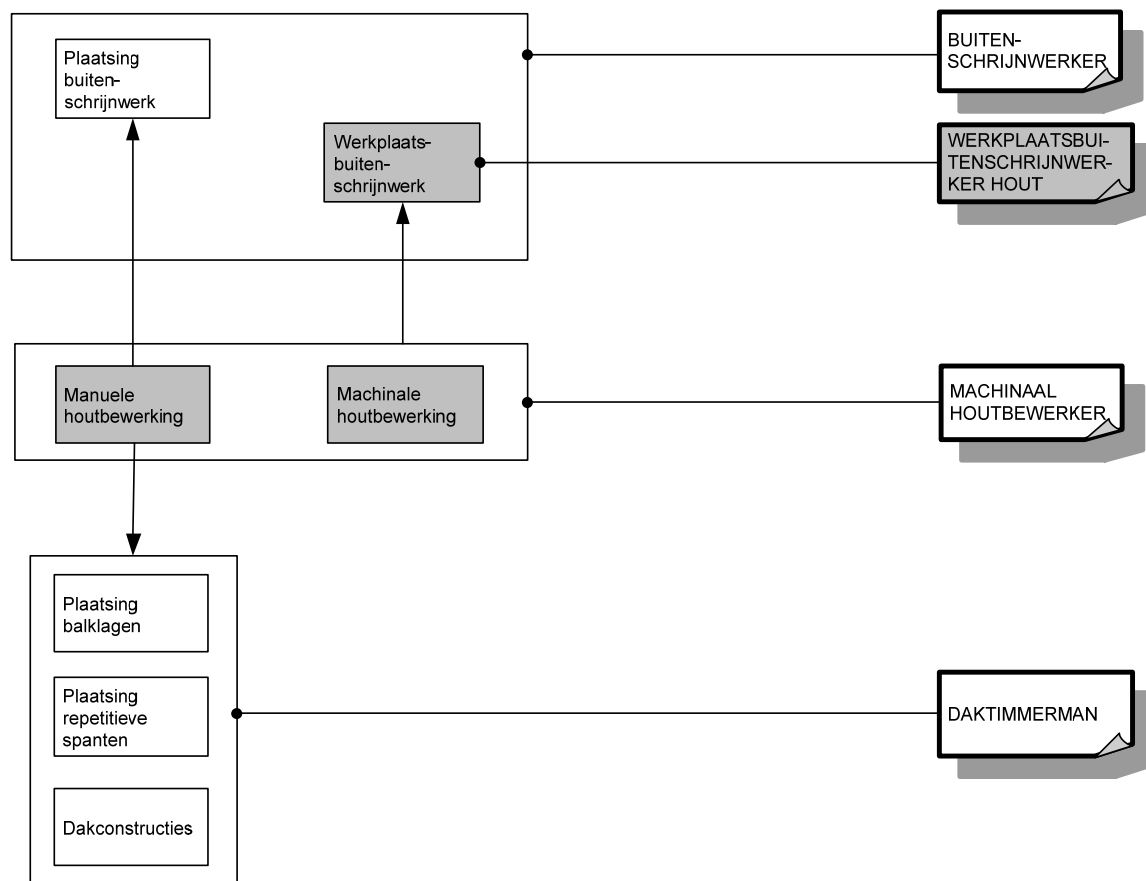 Plaatsing
buiten-
schrijnwerk
BUITEN-
SCHRIJNWERKER
Werkplaats-
buiten-
schrijnwerk
WERKPLAATSBUI-
TENSCHRIJNWER-
KER HOUT
Manuele
houtbewerking
Machinale
houtbewerking
MACHINAAL
HOUTBEWERKER
Plaatsing
balklagen
Plaatsing
repetitieve
spanten
DAKTIMMERMAN
Dakconstructies